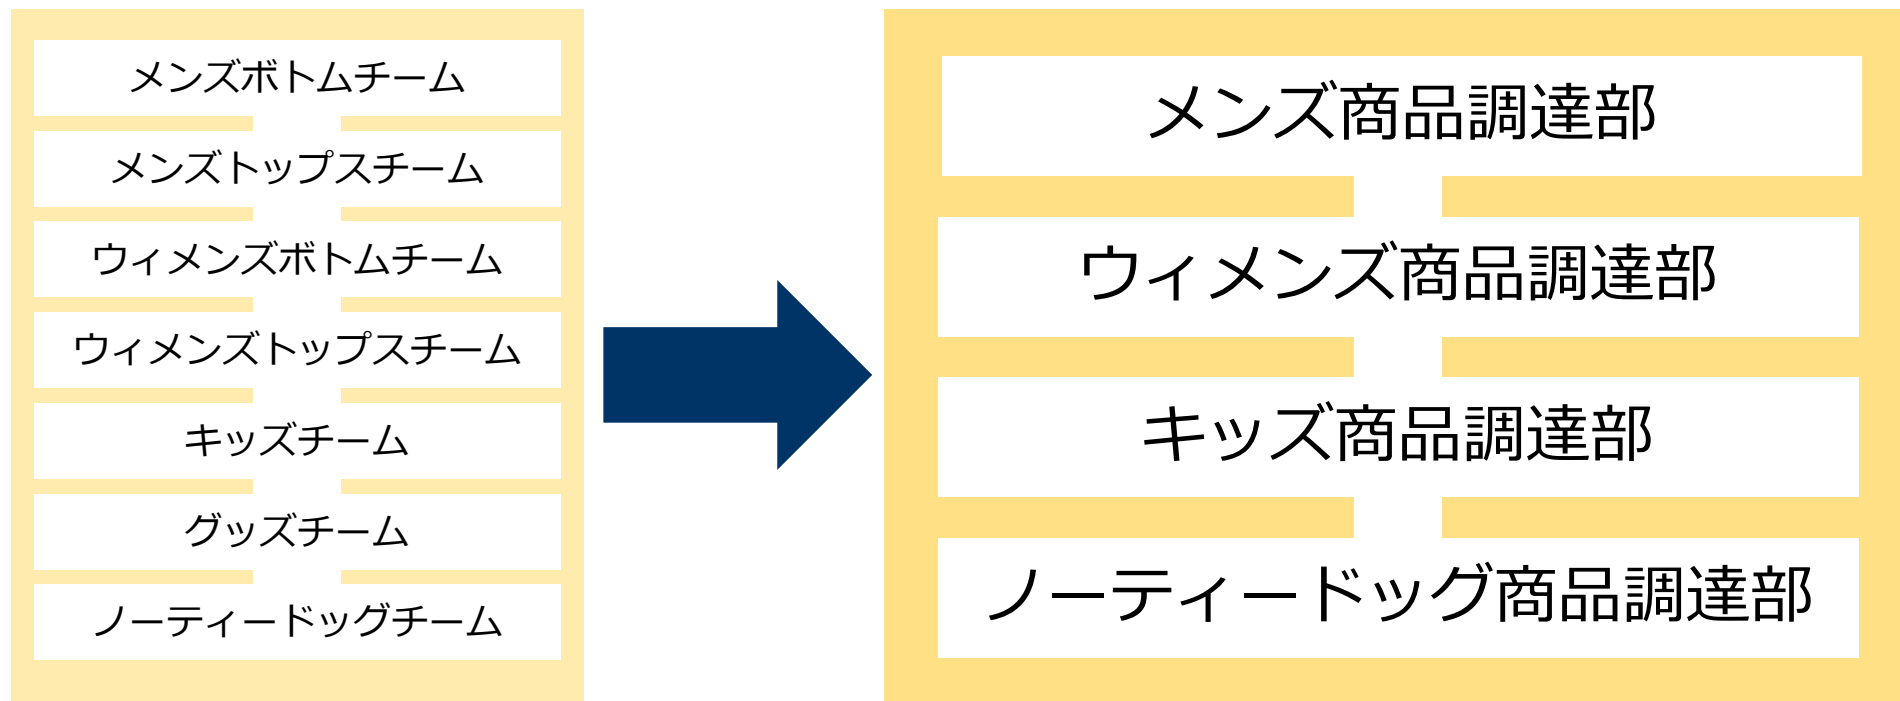 メンズボトムチーム
メンズトップスチーム
ウィメンズボトムチーム
ウィメンズトップスチーム
キッズチーム
グッズチーム
ノーティードッグチーム
メンズ商品調達部
ウィメンズ商品調達部
キッズ商品調達部
ノーティードッグ商品調達部